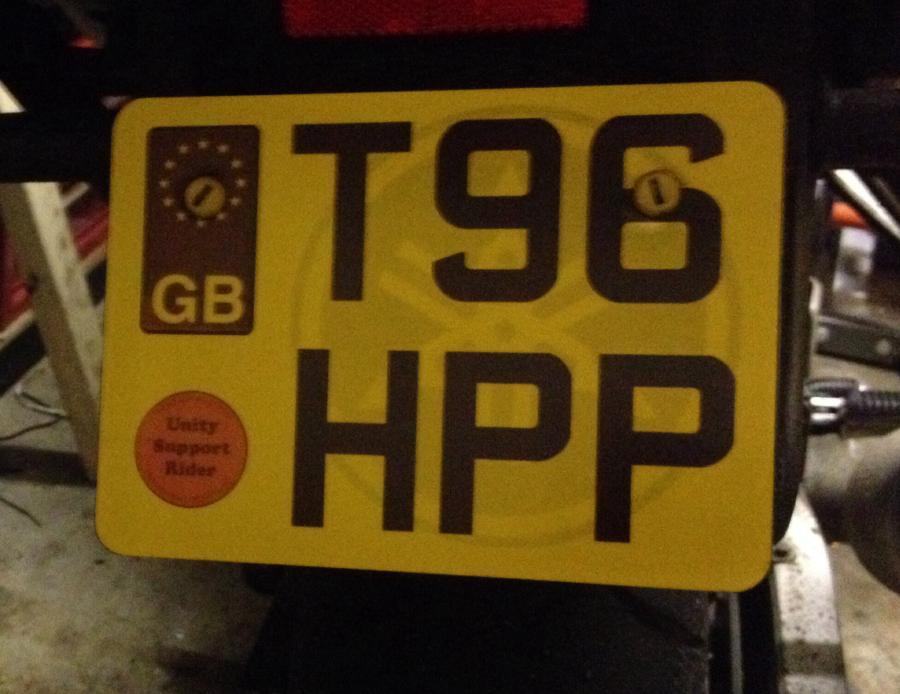 T96
GB
HPP
Unity
Support
Rider